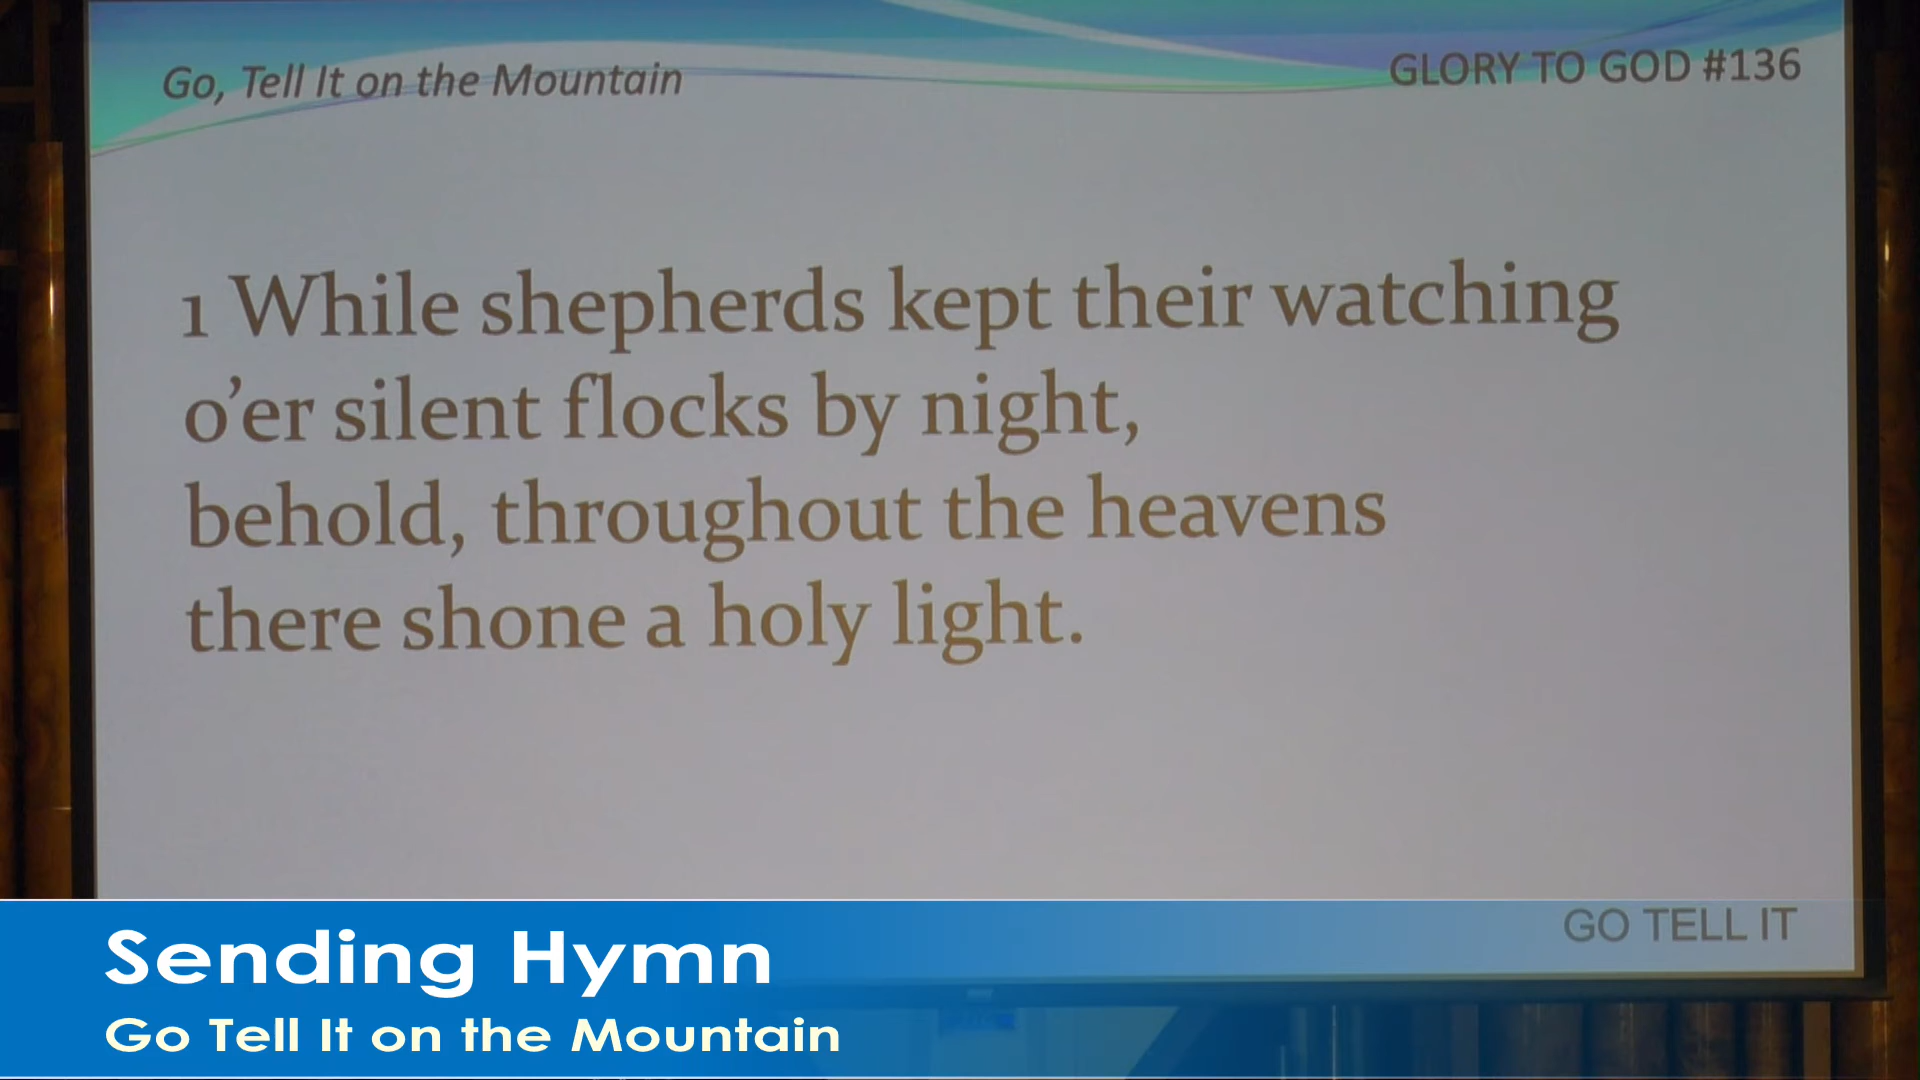 Go, Tell It on the Mountain
GLORY TO GOD #136
1 While shepherds kept their watching
o’er silent flocks by night,
behold, throughout the heavens
there shone a holy light.
GO TELL IT
Sending Hymn
Go Tell It on the Mountain